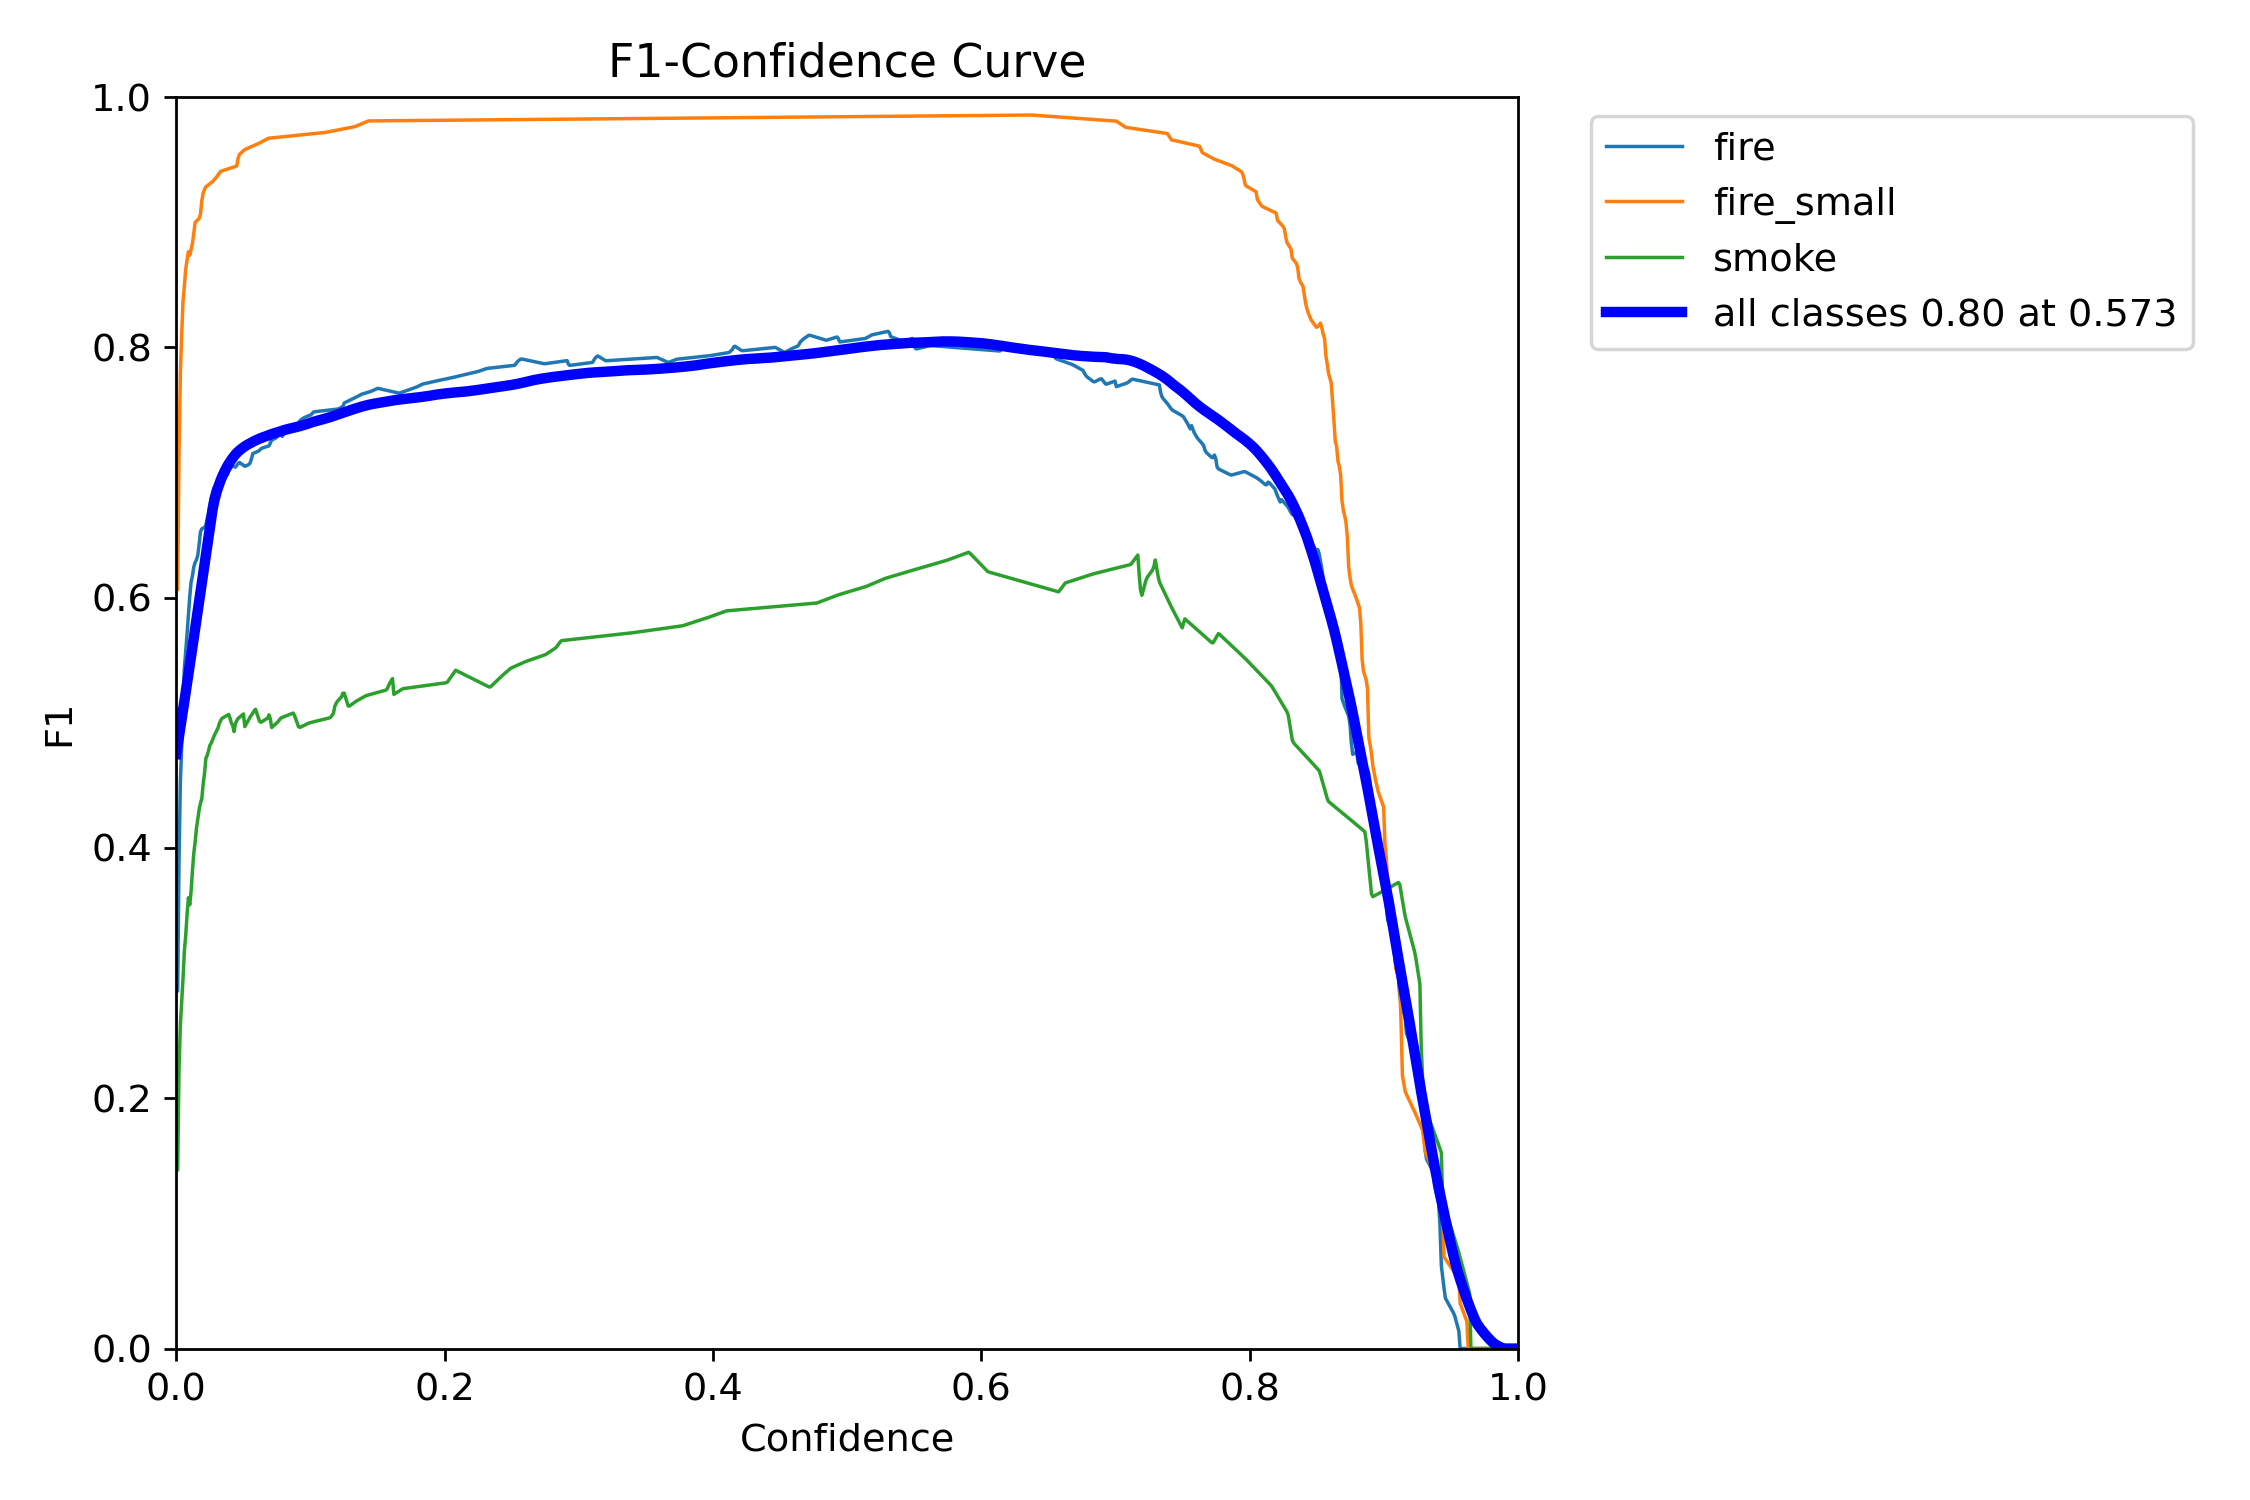 F1-Confidence Curve
1.0
0.8
0.6
0.4
0.2
0.0
F1
0.0 0.2 0.4 0.6 0.8 1.0
Confidence
fire
fire_small
smoke
all classes 0.80 at 0.573